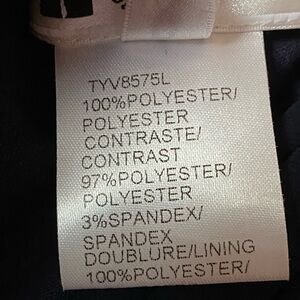 TYV8575L
100%POLYESTER/
POLYESTER
CONTRASTE/
CONTRAST
97%POLYESTER/
POLYESTER
3%SPANDEX/
SPANDEX
DOUBLURE/LINING
100%POLYESTER/